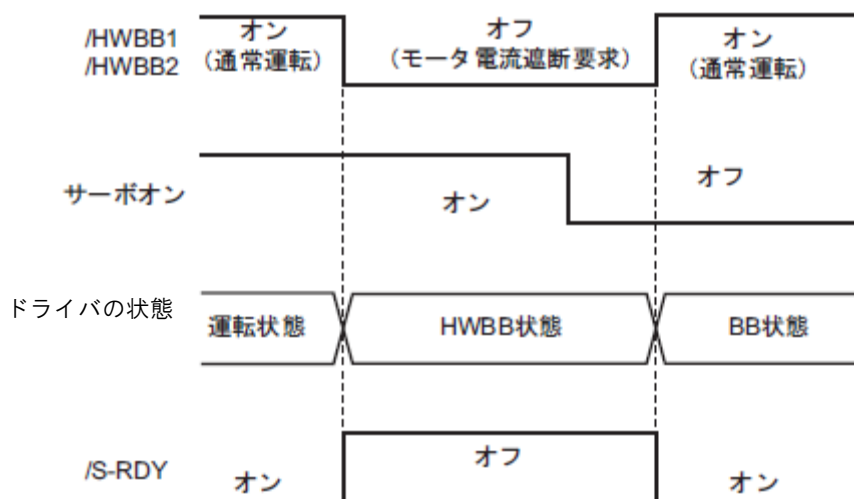 /HWBB1
/HWBB2
オン
(通常運転)
オフ
(モータ電流遮断要求)
オン
(通常運転)
サーボオン
オン
オフ
ドライバの状態
運転状態
HWBB状態
BB状態
/S-RDY
オン
オフ
オン